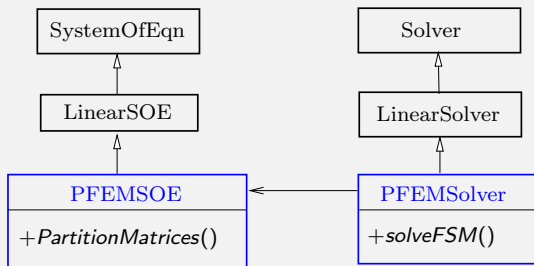 SystemOfEqn
Solver
LinearSOE
LinearSolver
PFEMSOE
PFEMSolver
+PartitionMatrices()
+solveFSM()